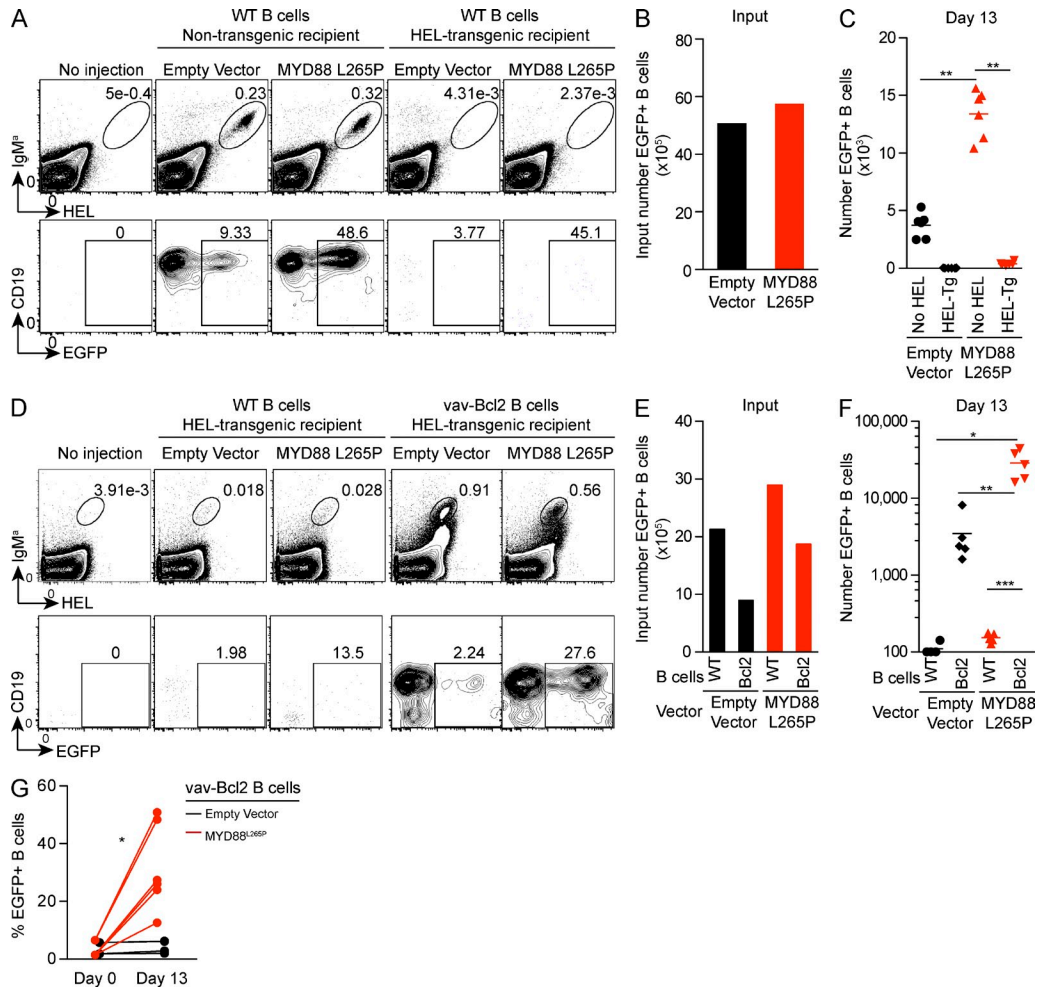 A
WT B cells
Non-transgenic recipient
WT B cells
HEL-transgenic recipient
No injection
Empty Vector
MYD88 L265P
Empty Vector
MYD88 L265P
5e-0.4
0.23
0.32
4.31e-3
2.37e-3
IgMa
0
0
HEL
0
9.33
48.6
3.77
45.1
CD19
0
0
EGFP
B
Input
Input number EGFP+ B cells
(x10⁵)
80
60
40
20
0
Empty
Vector
MYD88
L265P
C
Day 13
Number EGFP+ B cells (x10³)
15
10
5
0
**
**
No HEL
HEL-Tg
No HEL
HEL-Tg
Empty
Vector
MYD88
L265P
D
WT B cells
HEL-transgenic recipient
vav-Bcl2 B cells
HEL-transgenic recipient
No injection
Empty Vector
MYD88 L265P
Empty Vector
MYD88 L265P
3.91e-3
0.018
0.028
0.91
0.56
IgMa
0
0
HEL
0
1.98
13.5
2.24
27.6
CD19
0
0
EGFP
E
Input
Input number EGFP+ B cells
(x10⁵)
40
30
20
10
0
B cells
WT
Bcl2
WT
Bcl2
Vector
Empty
Vector
MYD88
L265P
F
Day 13
Number EGFP+ B cells
100,000
10,000
1,000
100
*
**
***
B cells
WT
Bcl2
WT
Bcl2
Vector
Empty
Vector
MYD88
L265P
G
% EGFP+ B cells
60
40
20
0
*
Day 0
Day 13
vav-Bcl2 B cells
Empty Vector
MYD88L265P